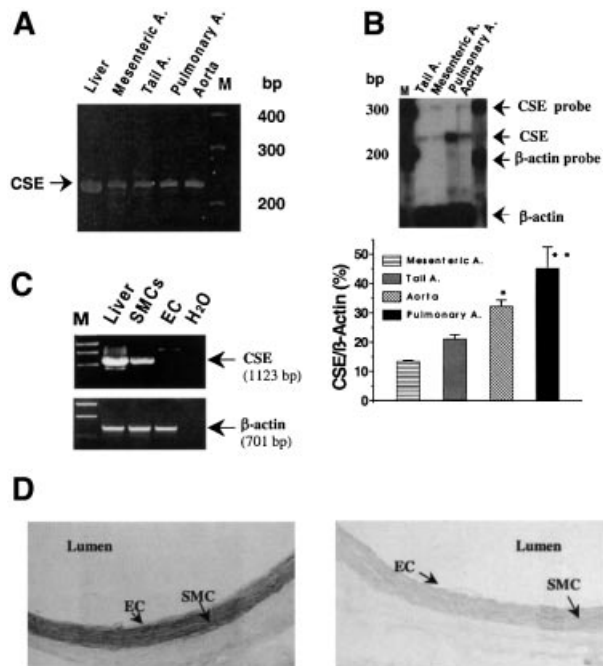 A
Liver
Mesenteric A.
Tail A.
Pulmonary A.
Aorta
M
bp
400
300
200
CSE
B
M
Tail A.
Mesenteric A.
Pulmonary A.
Aorta
bp
300
200
CSE probe
CSE
β-actin probe
β-actin
CSE/ß-Actin (%)
50
40
30
20
10
0
Mesenteric A.
Tail A.
Aorta
Pulmonary A.
*
* *
C
M
Liver
SMCs
EC
H2O
CSE
(1123 bp)
β-actin
(701 bp)
D
Lumen
EC
SMC
Lumen
EC
SMC